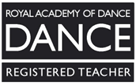 ROYAL ACADEMY OF DANCE
DANCE
REGISTERED TEACHER